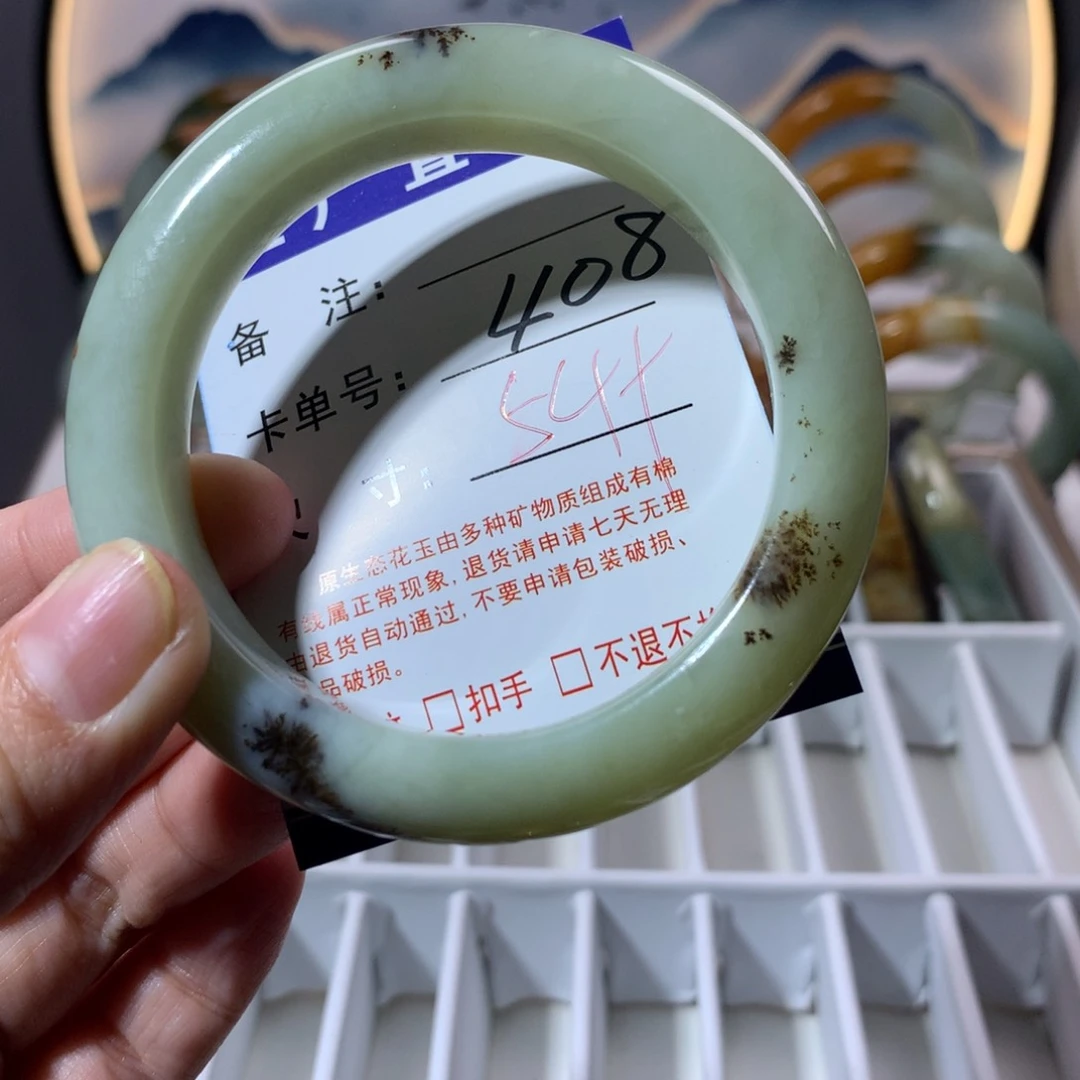 直
备 注：
卡单号： 408
寸： 54+
原生态花玉由多种矿物质组成有棉
有线属正常现象，退货请申请七天无理
由退货自动通过，不要申请包装破损、
品破损。
□扣手 □不退不